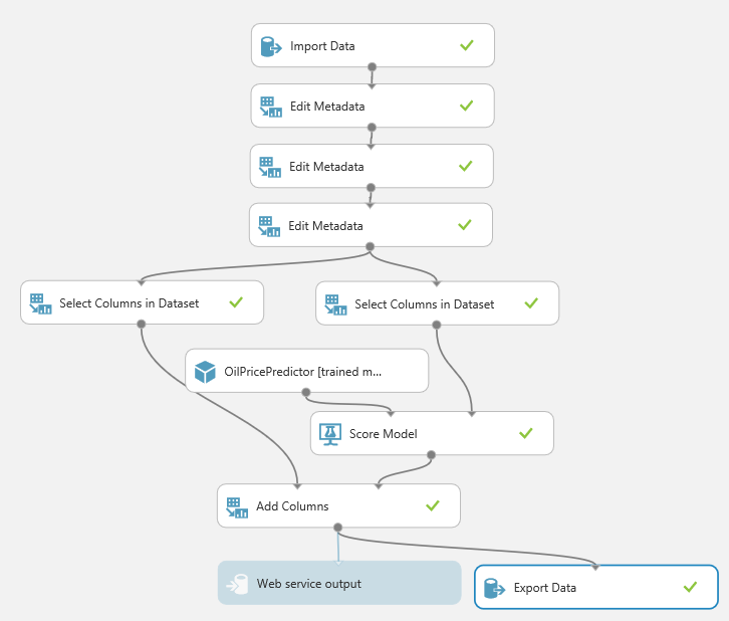 Import Data
Edit Metadata
Edit Metadata
Edit Metadata
Select Columns in Dataset
Select Columns in Dataset
OilPricePredictor [trained m...
Score Model
Add Columns
Web service output
Export Data